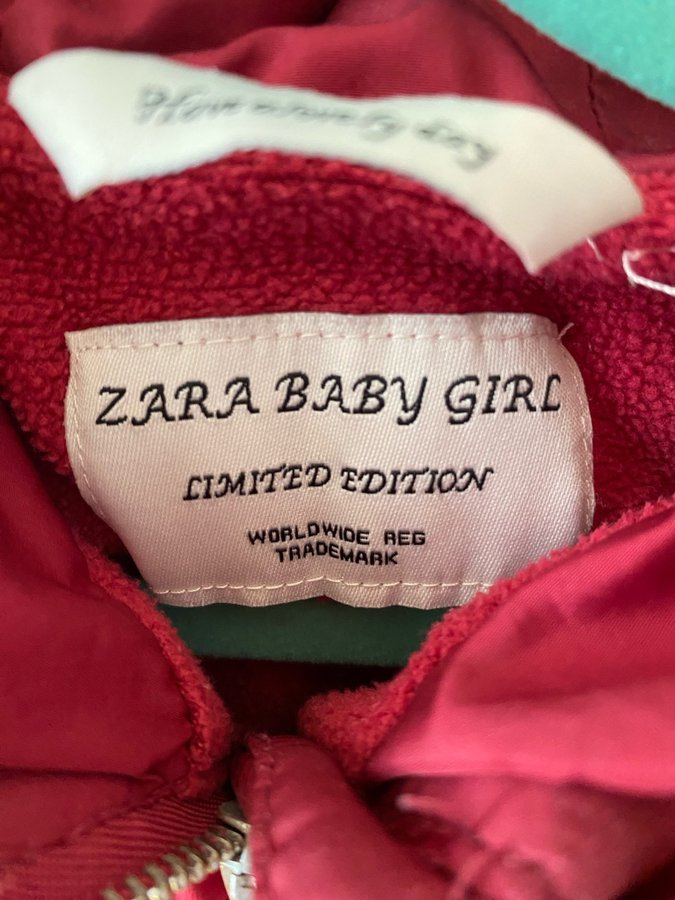 ZARA BABY GIRL
LIMITED EDITION
WORLDWIDE REG
TRADEMARK